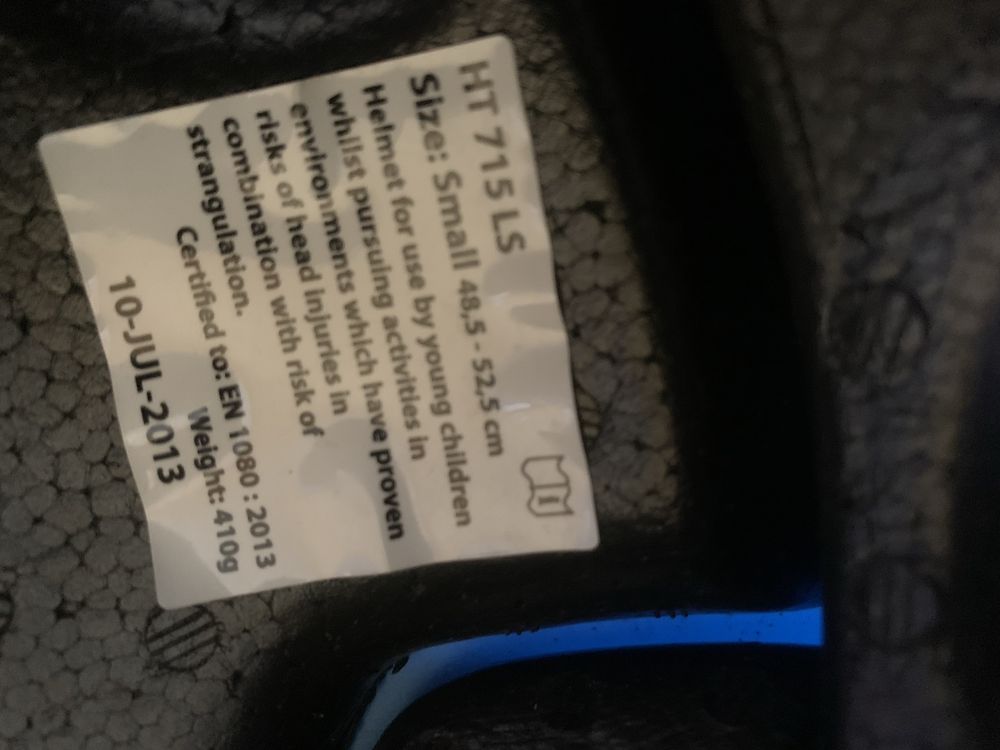 HT 715 LS
Size: Small 48,5 - 52,5 cm
Helmet for use by young children
whilst pursuing activities in
environments which have proven
risks of head injuries in
combination with risk of
strangulation.
Certified to: EN 1080 : 2013
Weight: 410g
10-JUL-2013